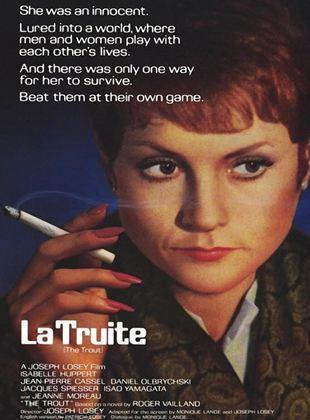 She was an innocent.
Lured into a world, where
men and women play with
each other's lives.
And there was only one way
for her to survive.
Beat them at their own game.
La Truite
(The Trout)
A JOSEPH LOSEY Film
ISABELLE HUPPERT
JEAN-PIERRE CASSEL DANIEL OLBRYCHSKI
JACQUES SPIESSER ISAO YAMAGATA
and JEANNE MOREAU
"THE TROUT" Based on a novel by ROGER VAILLAND
Director JOSEPH LOSEY Adapted for the screen by MONIQUE LANGE and JOSEPH LOSEY
English version by PATRICIA LOSEY Dialogue by MONIQUE LANGE